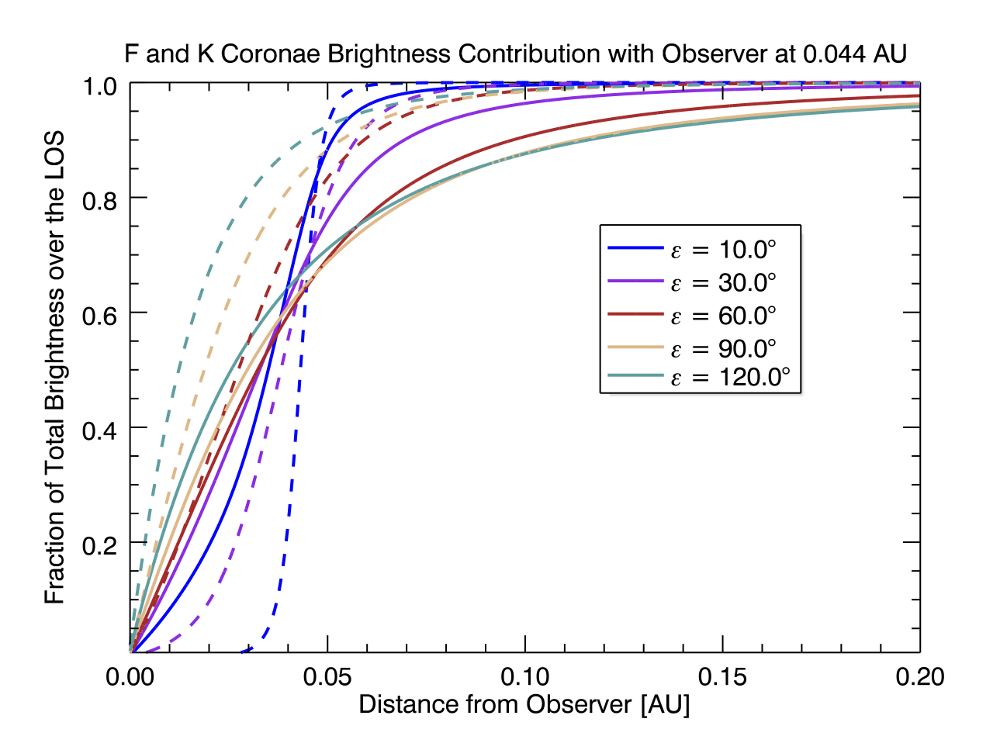 F and K Coronae Brightness Contribution with Observer at 0.044 AU
Fraction of Total Brightness over the LOS
1.0
0.8
0.6
0.4
0.2
ε = 10.0°
ε = 30.0°
ε = 60.0°
ε = 90.0°
ε = 120.0°
0.00 0.05 0.10 0.15 0.20
Distance from Observer [AU]